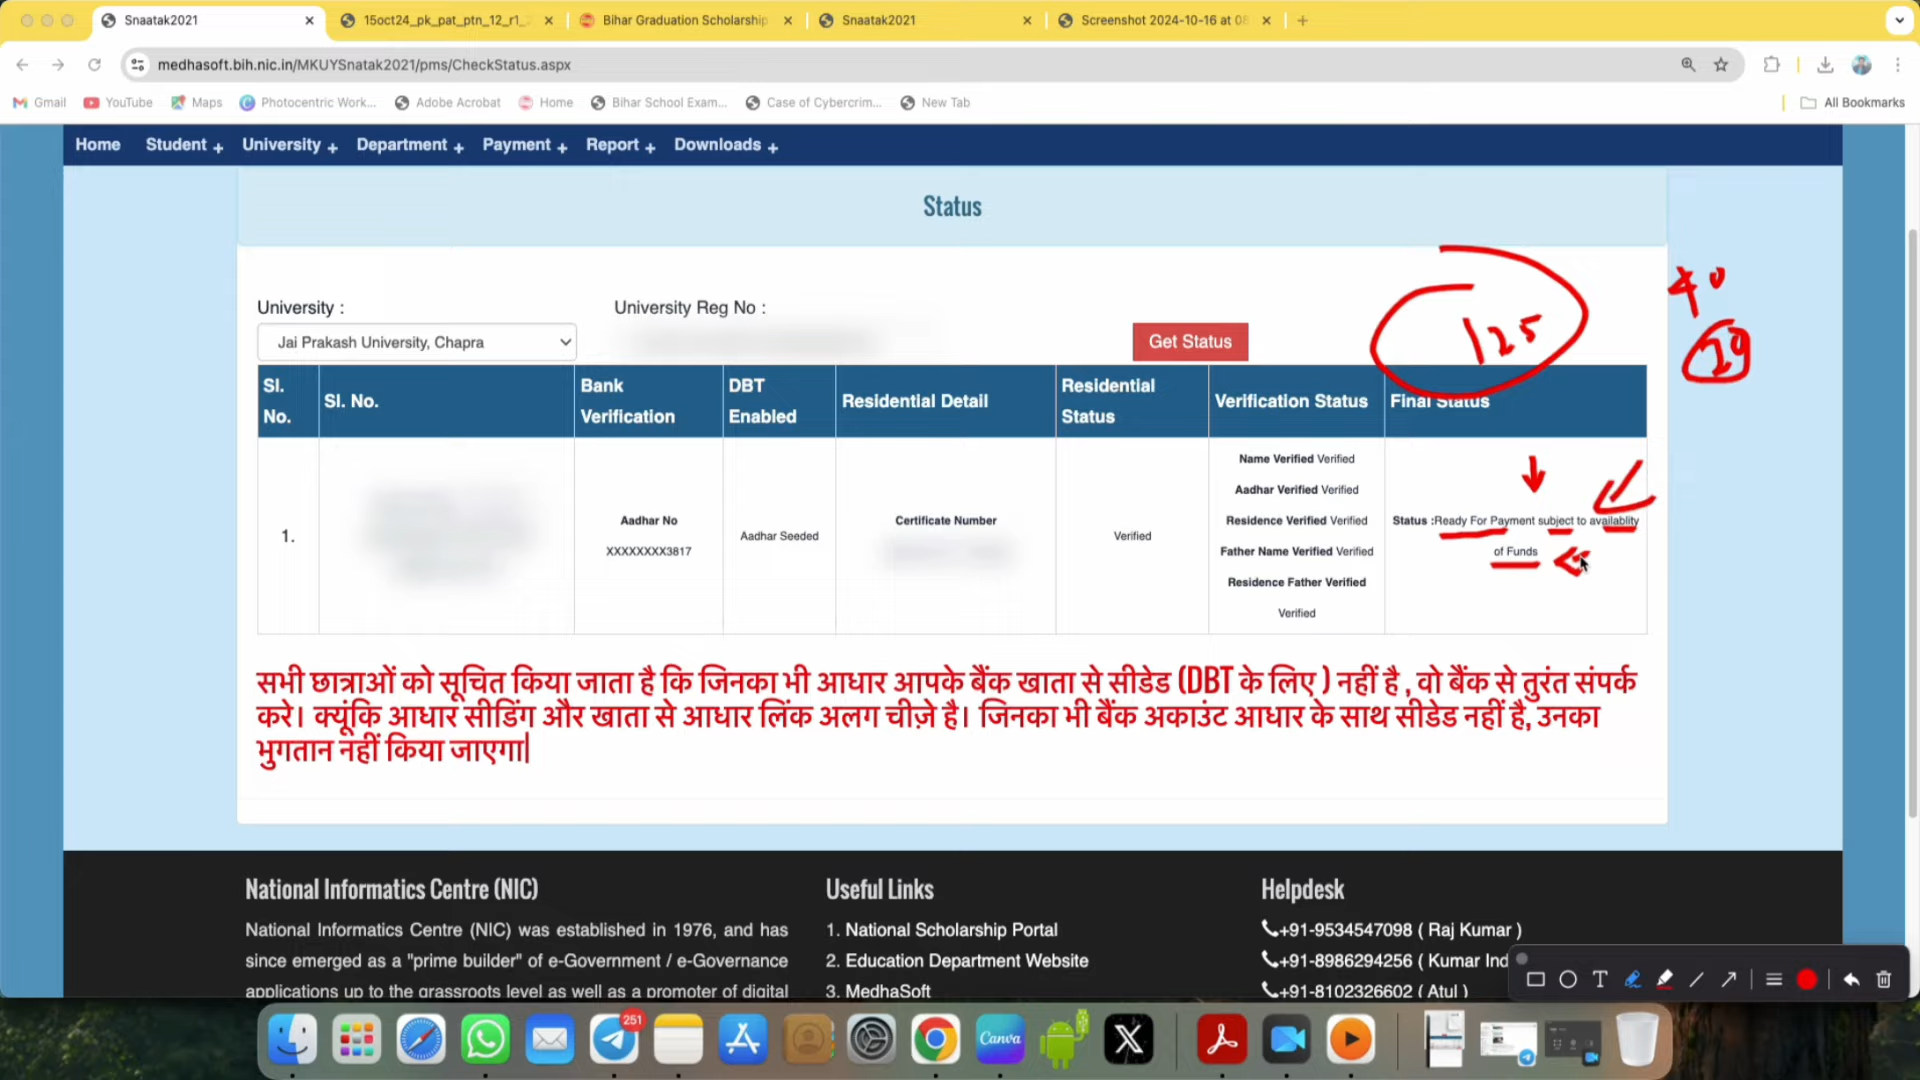 Snaatak2021
15oct24_pk_pat_ptn_12_r1_
Bihar Graduation Scholarship
Snaatak2021
Screenshot 2024-10-16 at 08
medhasoft.bih.nic.in/MKUYSnatak2021/pms/CheckStatus.aspx
Gmail YouTube Maps Photocentric Work... Adobe Acrobat Home Bihar School Exam... Case of Cybercrim... New Tab All Bookmarks
Home Student + University + Department + Payment + Report + Downloads +
Status
125
40
29
University :
University Reg No :
Jai Prakash University, Chapra
Get Status
Sl. No.
Sl. No.
Bank Verification
DBT Enabled
Residential Detail
Residential Status
Verification Status
Final Status
1.
Aadhar No
XXXXXXXX3817
Aadhar Seeded
Certificate Number
Verified
Name Verified Verified
Aadhar Verified Verified
Residence Verified Verified
Father Name Verified Verified
Residence Father Verified
Verified
Status :Ready For Payment subject to availablity
of Funds
सभी छात्राओं को सूचित किया जाता है कि जिनका भी आधार आपके बैंक खाता से सीडेड (DBT के लिए ) नहीं है , वो बैंक से तुरंत संपर्क
करे। क्यूंकि आधार सीडिंग और खाता से आधार लिंक अलग चीज़े है। जिनका भी बैंक अकाउंट आधार के साथ सीडेड नहीं है, उनका
भुगतान नहीं किया जाएगा|
National Informatics Centre (NIC)
National Informatics Centre (NIC) was established in 1976, and has
since emerged as a "prime builder" of e-Government / e-Governance
applications up to the grassroots level as well as a promoter of digital
Useful Links
1. National Scholarship Portal
2. Education Department Website
3. MedhaSoft
Helpdesk
+91-9534547098 ( Raj Kumar )
+91-8986294256 ( Kumar Ind
+91-8102326602 ( Atul )
T
251
Canva